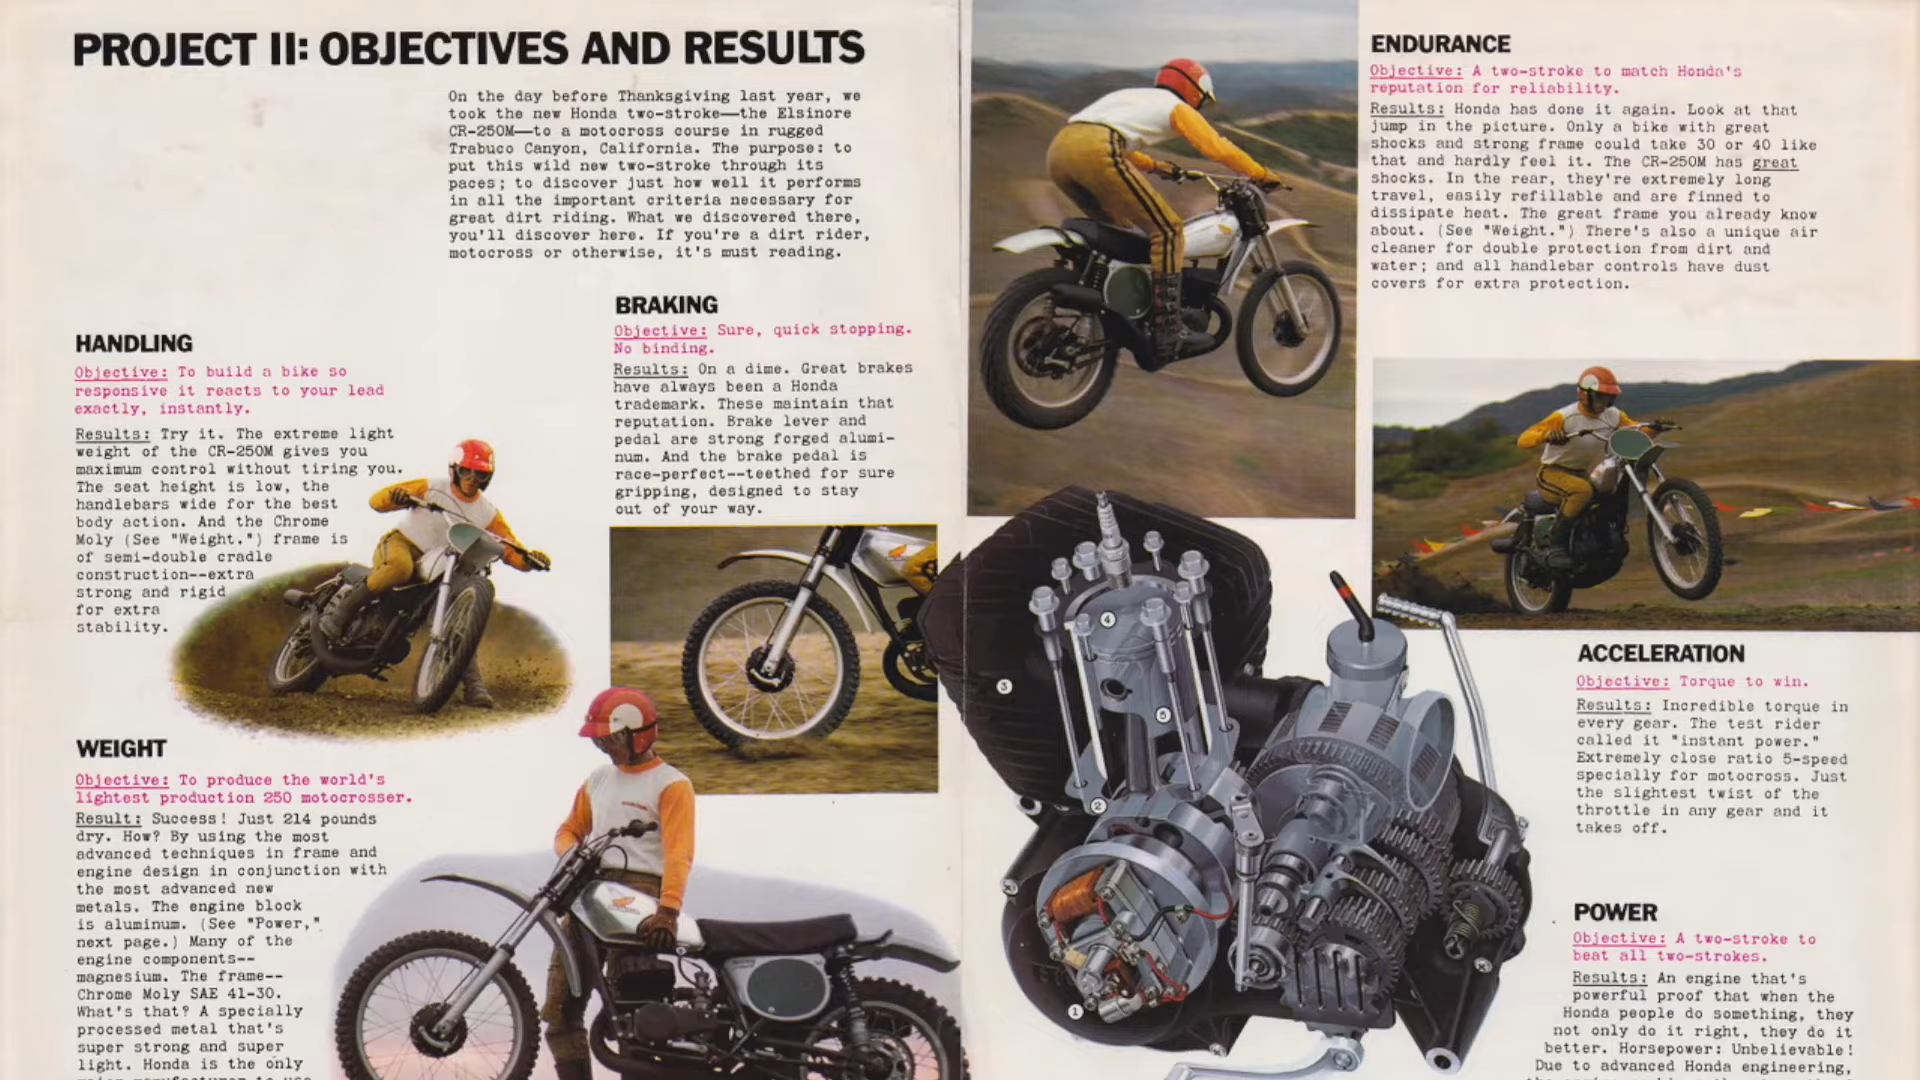 PROJECT II: OBJECTIVES AND RESULTS
On the day before Thanksgiving last year, we
took the new Honda two-stroke—the Elsinore
CR-250M—to a motocross course in rugged
Trabuco Canyon, California. The purpose: to
put this wild new two-stroke through its
paces; to discover just how well it performs
in all the important criteria necessary for
great dirt riding. What we discovered there,
you'll discover here. If you're a dirt rider,
motocross or otherwise, it's must reading.
HANDLING
Objective: To build a bike so
responsive it reacts to your lead
exactly, instantly.
Results: Try it. The extreme light
weight of the CR-250M gives you
maximum control without tiring you.
The seat height is low, the
handlebars wide for the best
body action. And the Chrome
Moly (See "Weight.") frame is
of semi-double cradle
construction--extra
strong and rigid
for extra
stability.
WEIGHT
Objective: To produce the world's
lightest production 250 motocrosser.
Result: Success! Just 214 pounds
dry. How? By using the most
advanced techniques in frame and
engine design in conjunction with
the most advanced new
metals. The engine block
is aluminum. (See "Power,"
next page.) Many of the
engine components--
magnesium. The frame--
Chrome Moly SAE 41-30.
What's that? A specially
processed metal that's
super strong and super
light. Honda is the only
BRAKING
Objective: Sure, quick stopping.
No binding.
Results: On a dime. Great brakes
have always been a Honda
trademark. These maintain that
reputation. Brake lever and
pedal are strong forged alumi-
num. And the brake pedal is
race-perfect--teethed for sure
gripping, designed to stay
out of your way.
4
3
5
2
1
ENDURANCE
Objective: A two-stroke to match Honda's
reputation for reliability.
Results: Honda has done it again. Look at that
jump in the picture. Only a bike with great
shocks and strong frame could take 30 or 40 like
that and hardly feel it. The CR-250M has great
shocks. In the rear, they're extremely long
travel, easily refillable and are finned to
dissipate heat. The great frame you already know
about. (See "Weight.") There's also a unique air
cleaner for double protection from dirt and
water; and all handlebar controls have dust
covers for extra protection.
ACCELERATION
Objective: Torque to win.
Results: Incredible torque in
every gear. The test rider
called it "instant power."
Extremely close ratio 5-speed
specially for motocross. Just
the slightest twist of the
throttle in any gear and it
takes off.
POWER
Objective: A two-stroke to
beat all two-strokes.
Results: An engine that's
powerful proof that when the
Honda people do something, they
not only do it right, they do it
better. Horsepower: Unbelievable!
Due to advanced Honda engineering,